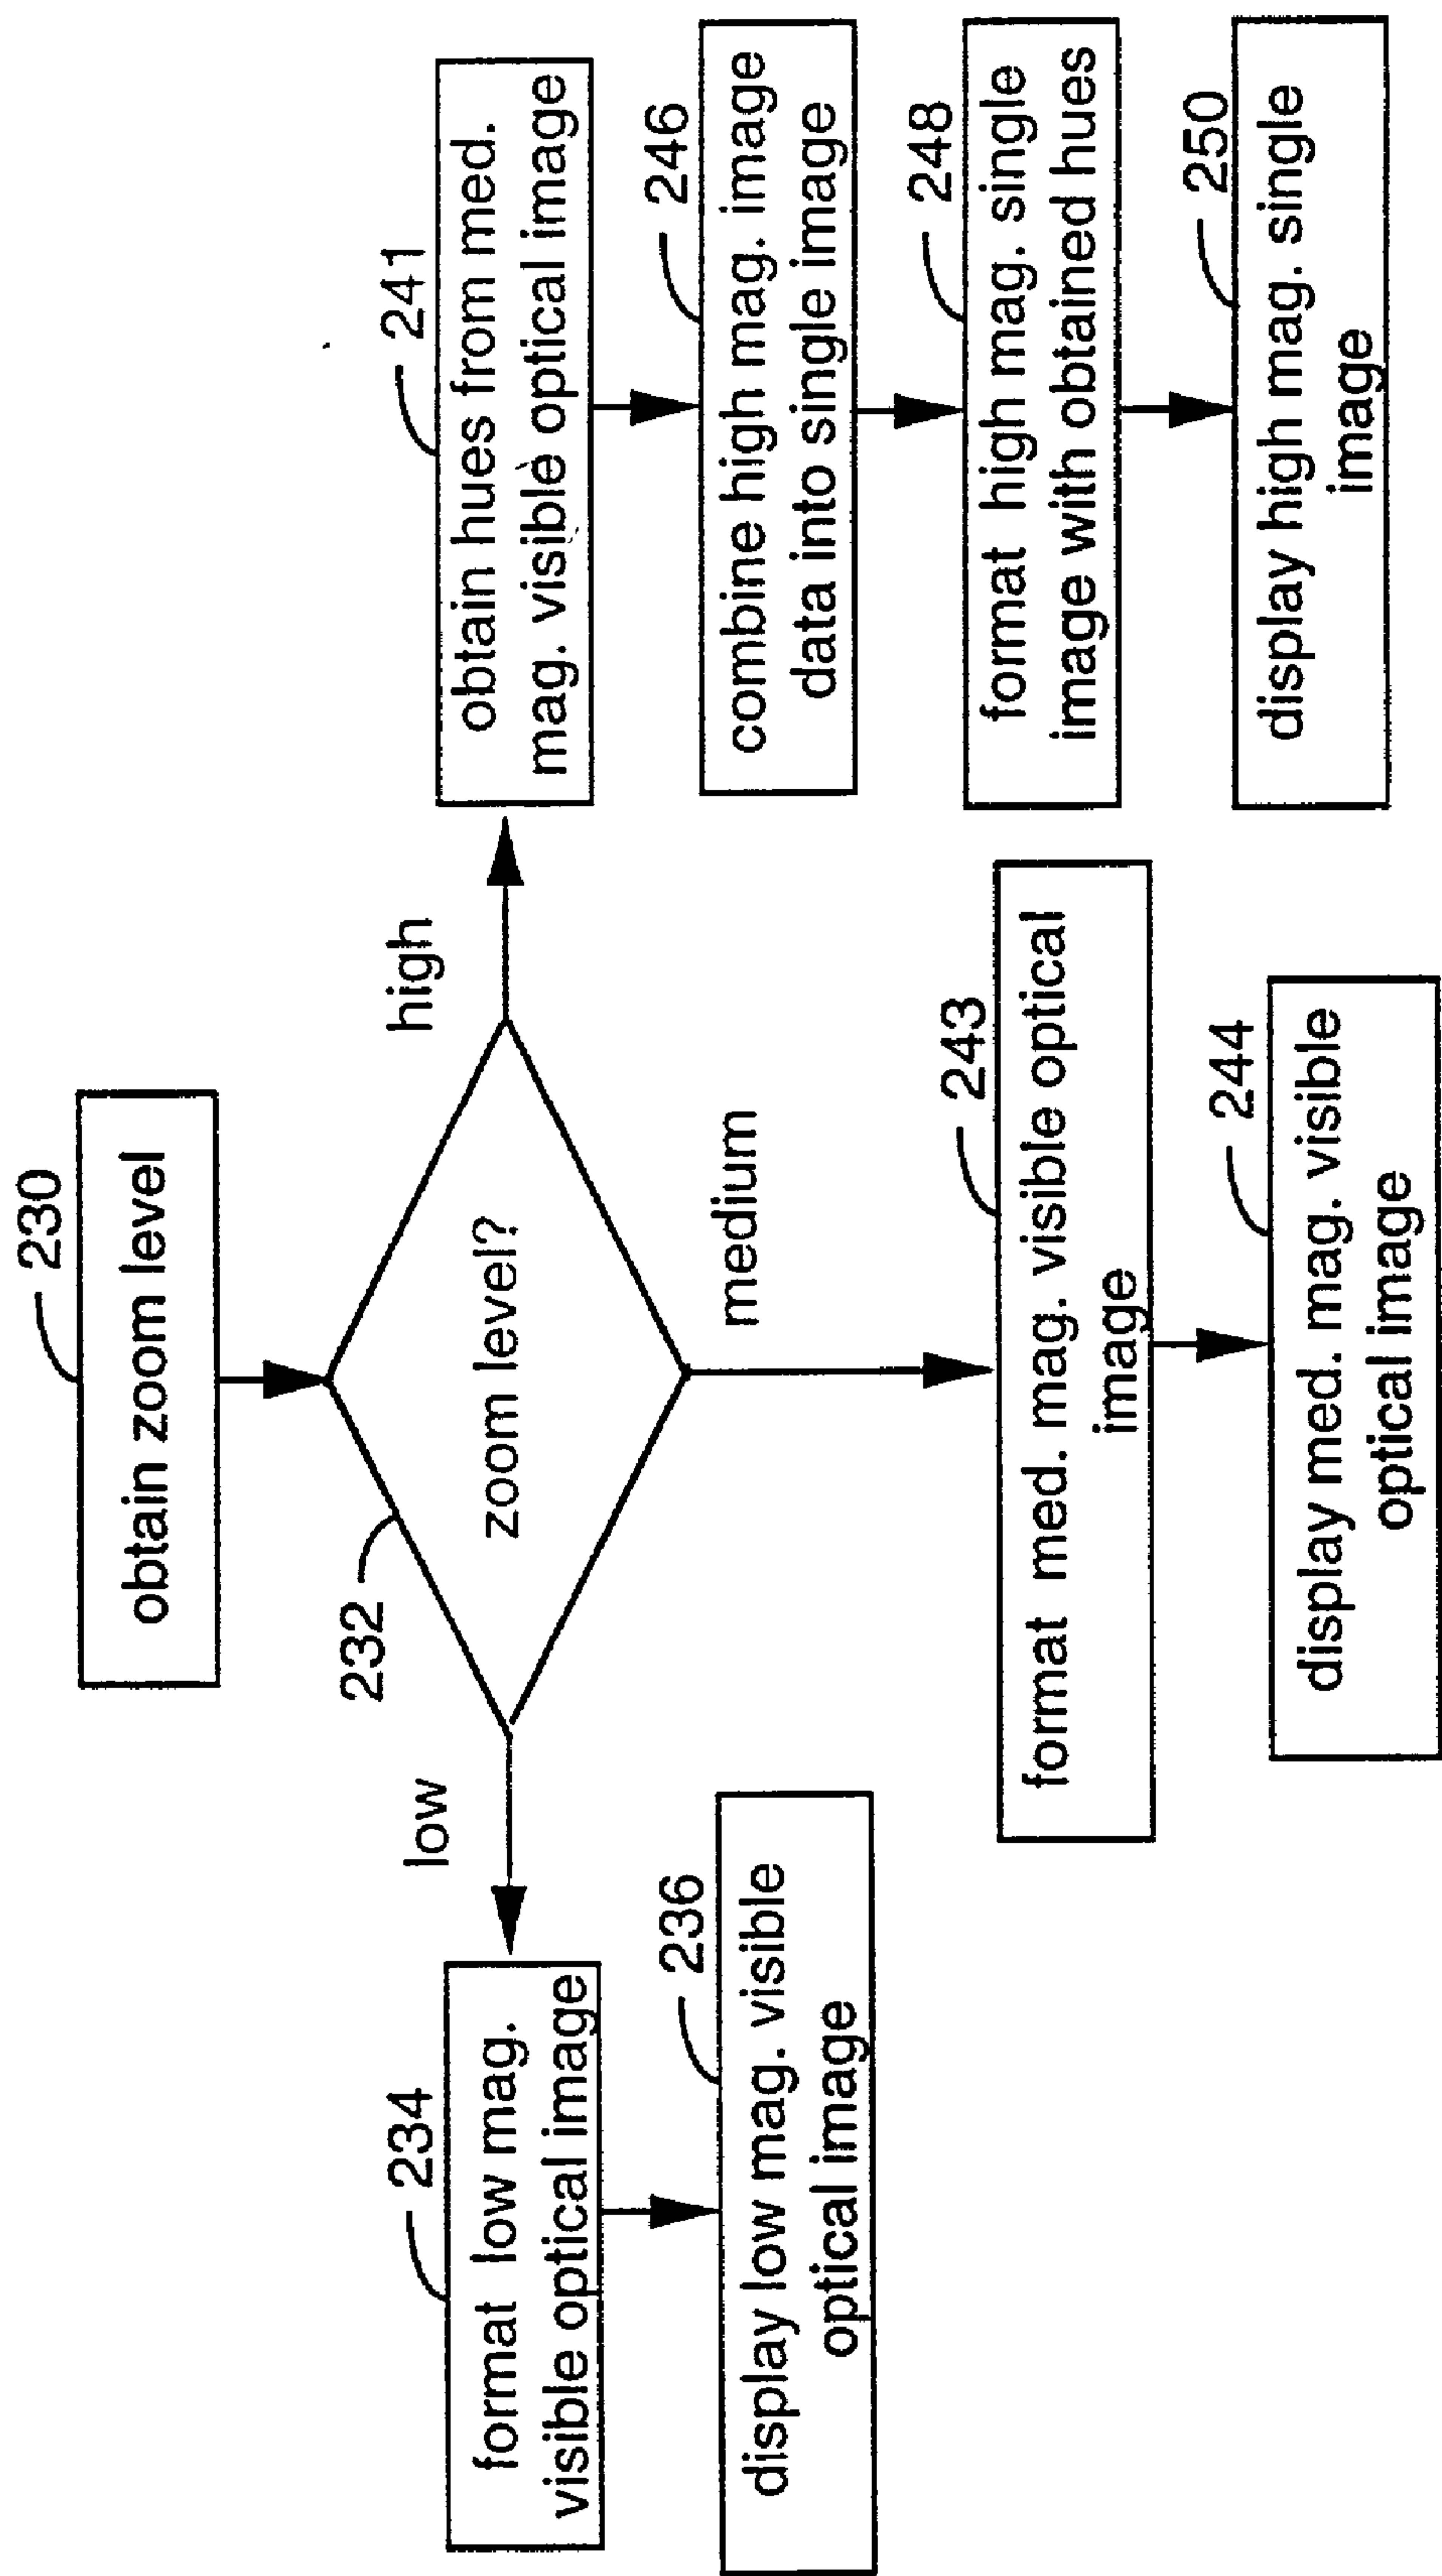 230
obtain zoom level
232
zoom level?
low
high
medium
234
format low mag.
visible optical image
236
display low mag. visible
optical image
243
format med. mag. visible optical
image
244
display med. mag. visible
optical image
241
obtain hues from med.
mag. visible optical image
246
combine high mag. image
data into single image
248
format high mag. single
image with obtained hues
250
display high mag. single
image